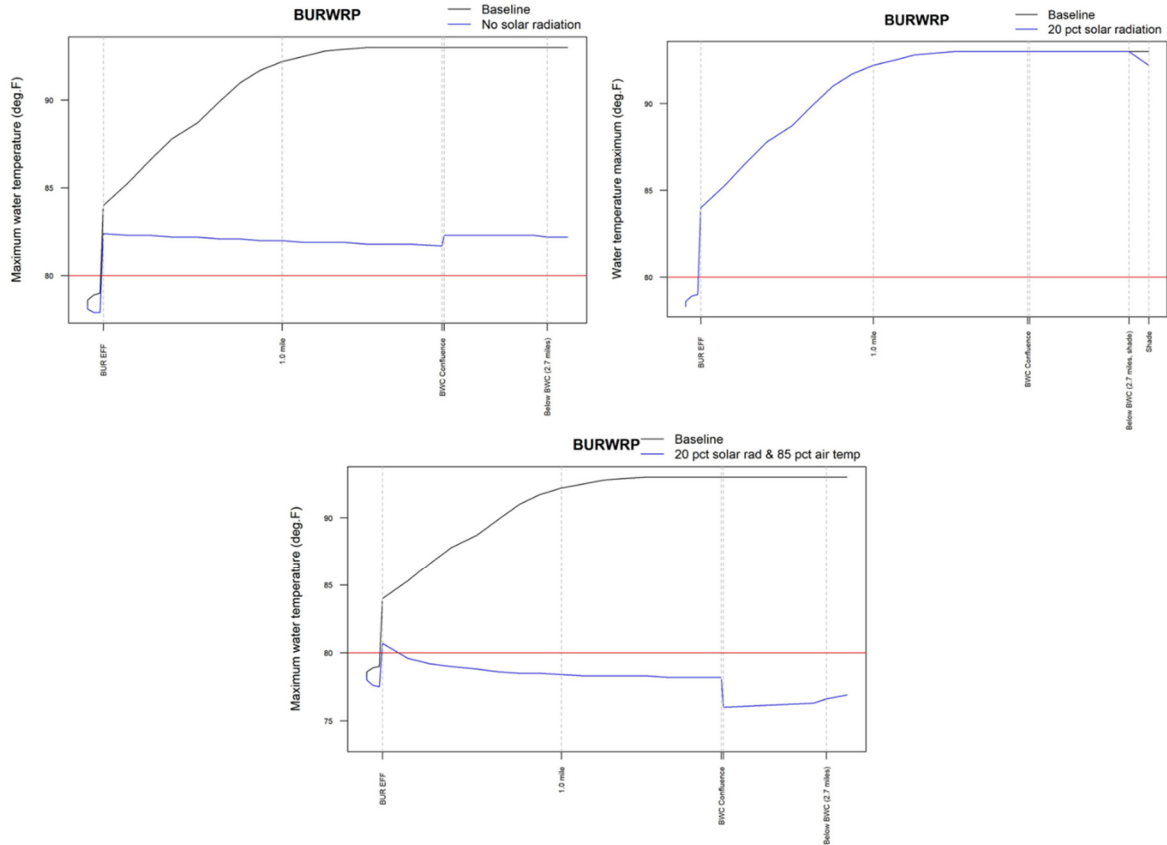 BURWRP
Baseline
No solar radiation
Maximum water temperature (deg.F)
90
85
80
BUR EFF
1.0 mile
BWC Confluence
Below BWC (2.7 miles)
BURWRP
Baseline
20 pct solar radiation
Water temperature maximum (deg.F)
90
85
80
BUR EFF
1.0 mile
BWC Confluence
Below BWC (2.7 miles, shade)
Shade
BURWRP
Baseline
20 pct solar rad & 85 pct air temp
Maximum water temperature (deg.F)
90
85
80
75
BUR EFF
1.0 mile
BWC Confluence
Below BWC (2.7 miles)